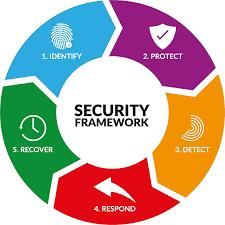 1. IDENTIFY
2. PROTECT
SECURITY
FRAMEWORK
3. DETECT
4. RESPOND
5. RECOVER